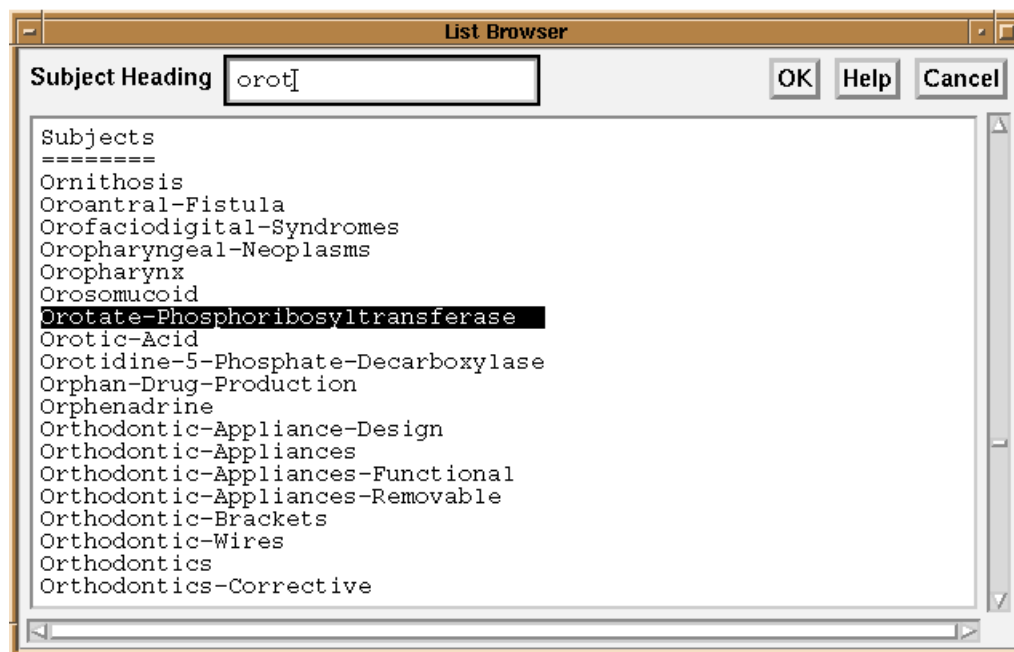 List Browser
Subject Heading orot OK Help Cancel
Subjects
========
Ornithosis
Oroantral-Fistula
Orofaciodigital-Syndromes
Oropharyngeal-Neoplasms
Oropharynx
Orosomucoid
Orotate-Phosphoribosyltransferase
Orotic-Acid
Orotidine-5-Phosphate-Decarboxylase
Orphan-Drug-Production
Orphenadrine
Orthodontic-Appliance-Design
Orthodontic-Appliances
Orthodontic-Appliances-Functional
Orthodontic-Appliances-Removable
Orthodontic-Brackets
Orthodontic-Wires
Orthodontics
Orthodontics-Corrective